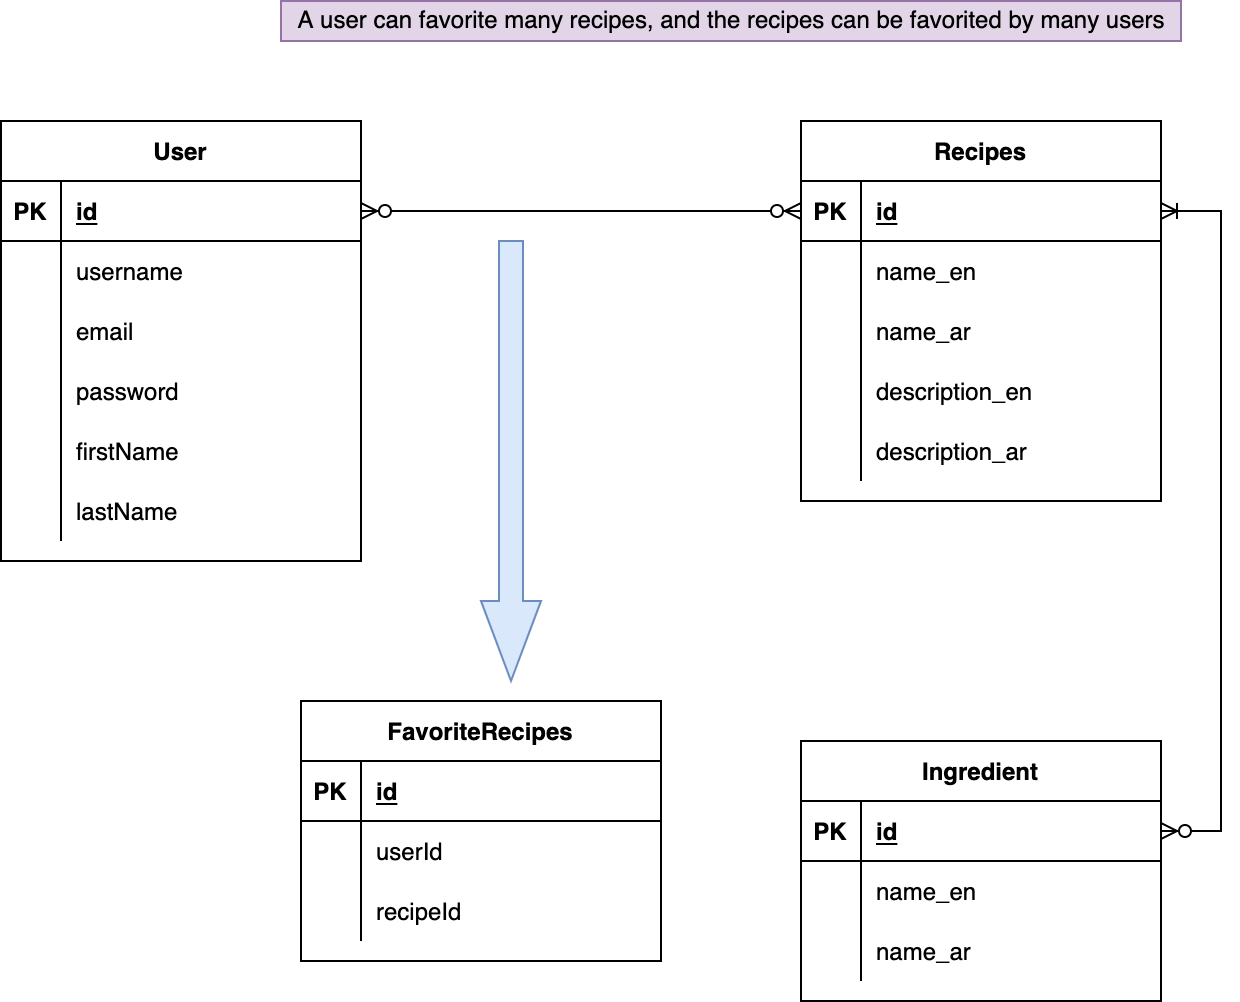 A user can favorite many recipes, and the recipes can be favorited by many users
User
PK id
username
email
password
firstName
lastName
Recipes
PK id
name_en
name_ar
description_en
description_ar
FavoriteRecipes
PK id
userId
recipeId
Ingredient
PK id
name_en
name_ar